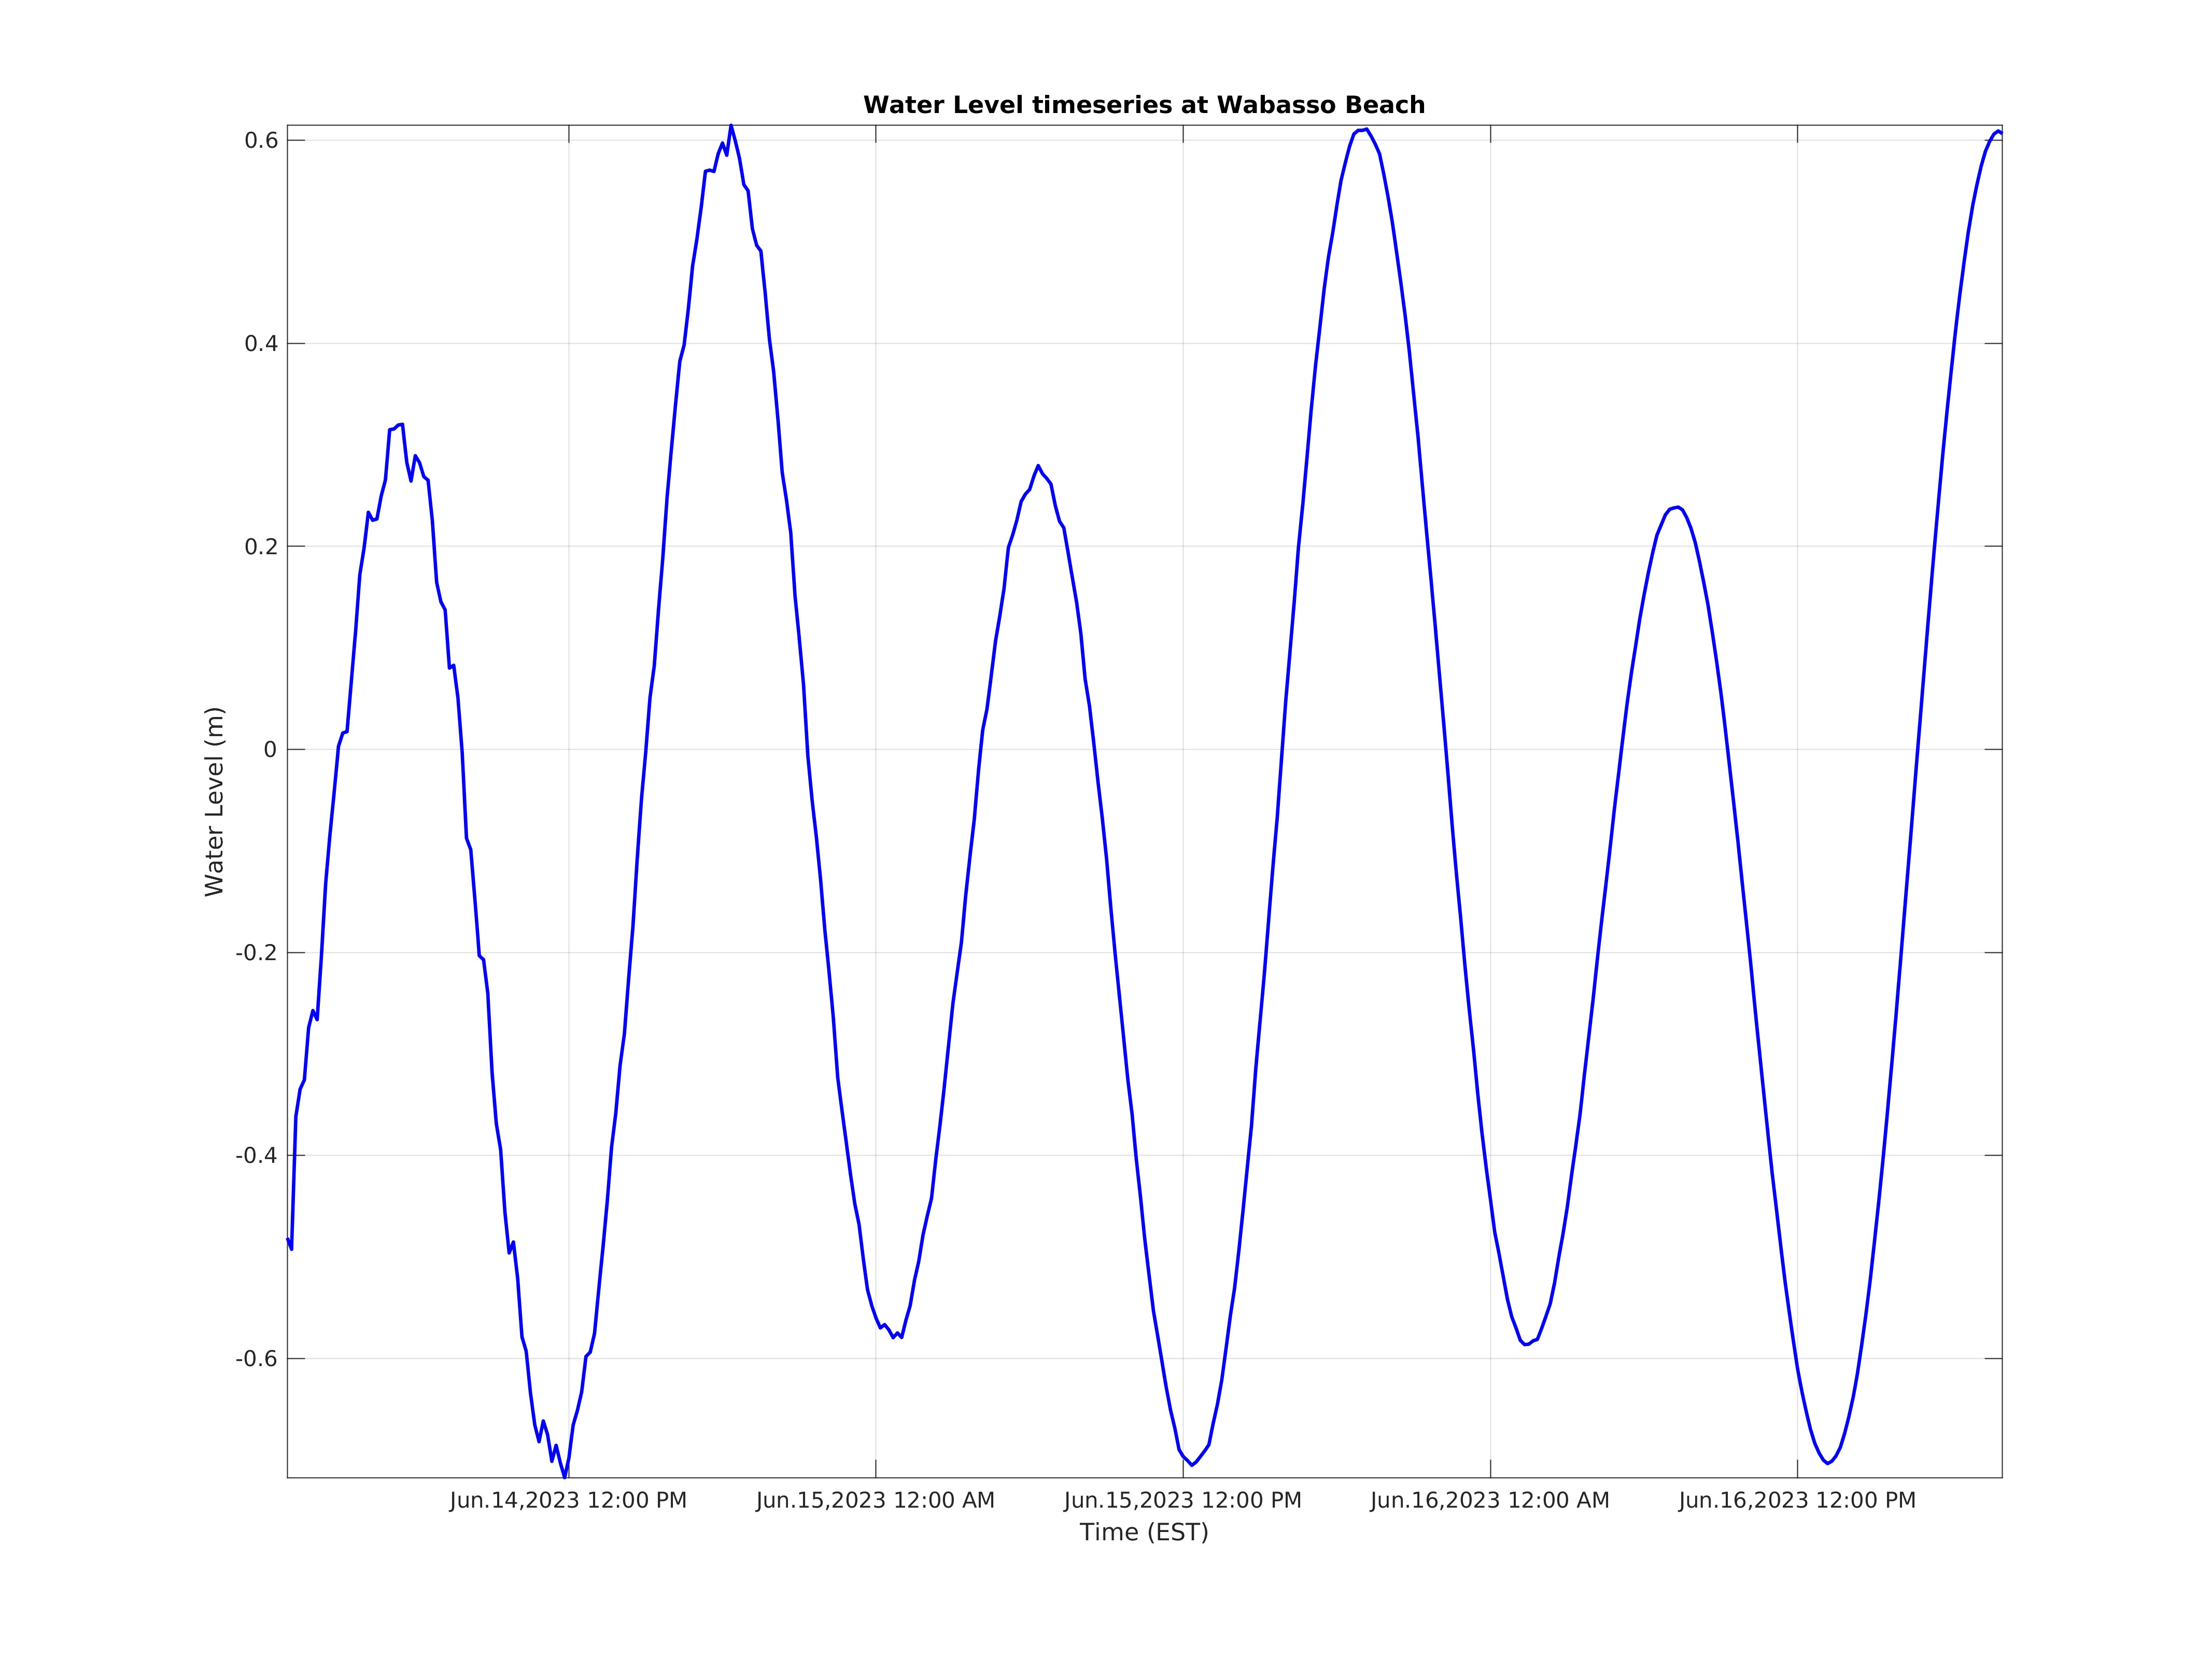 Water Level timeseries at Wabasso Beach
0.6
0.4
0.2
0
-0.2
-0.4
-0.6
Water Level (m)
Jun.14,2023 12:00 PM
Jun.15,2023 12:00 AM
Jun.15,2023 12:00 PM
Jun.16,2023 12:00 AM
Jun.16,2023 12:00 PM
Time (EST)